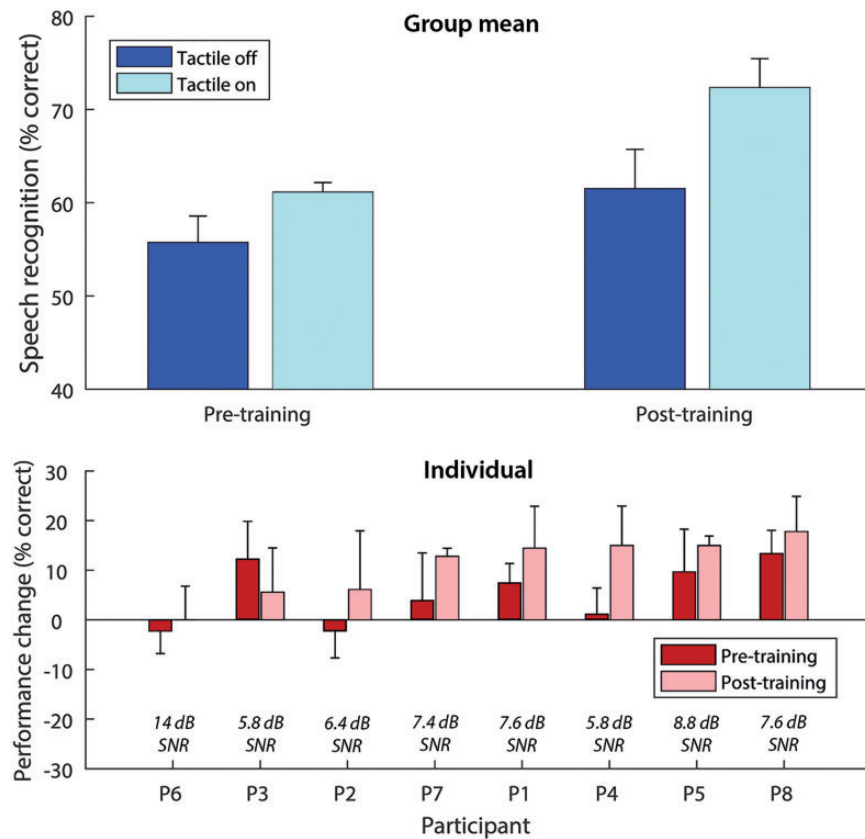 Group mean
Speech recognition (% correct)
80
70
60
50
40
Tactile off
Tactile on
Pre-training
Post-training
Individual
Performance change (% correct)
30
20
10
0
-10
-20
-30
Pre-training
Post-training
14 dB 5.8 dB 6.4 dB 7.4 dB 7.6 dB 5.8 dB 8.8 dB 7.6 dB
SNR SNR SNR SNR SNR SNR SNR SNR
P6 P3 P2 P7 P1 P4 P5 P8
Participant